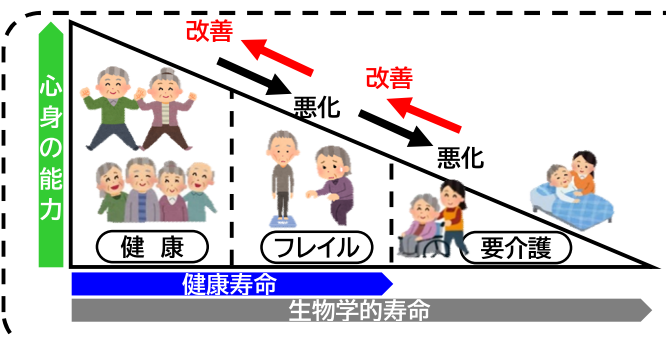 改善
改善
悪化
悪化
心身の能力
健 康
フレイル
要介護
健康寿命
生物学的寿命